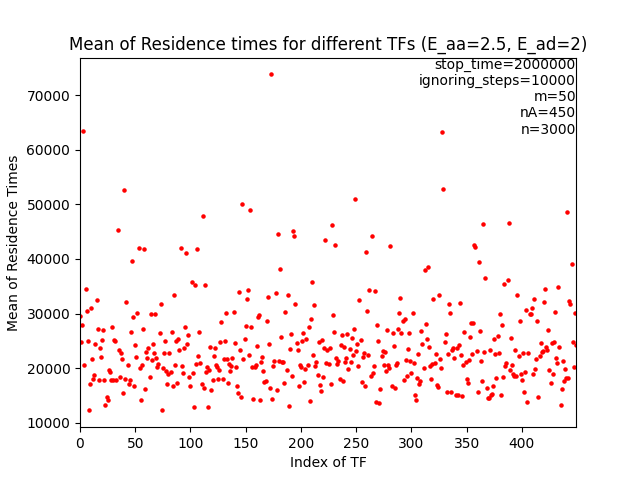 Mean of Residence times for different TFs (E_aa=2.5, E_ad=2)
stop_time=2000000
ignoring_steps=10000
m=50
nA=450
n=3000
Mean of Residence Times
70000
60000
50000
40000
30000
20000
10000
0 50 100 150 200 250 300 350 400
Index of TF